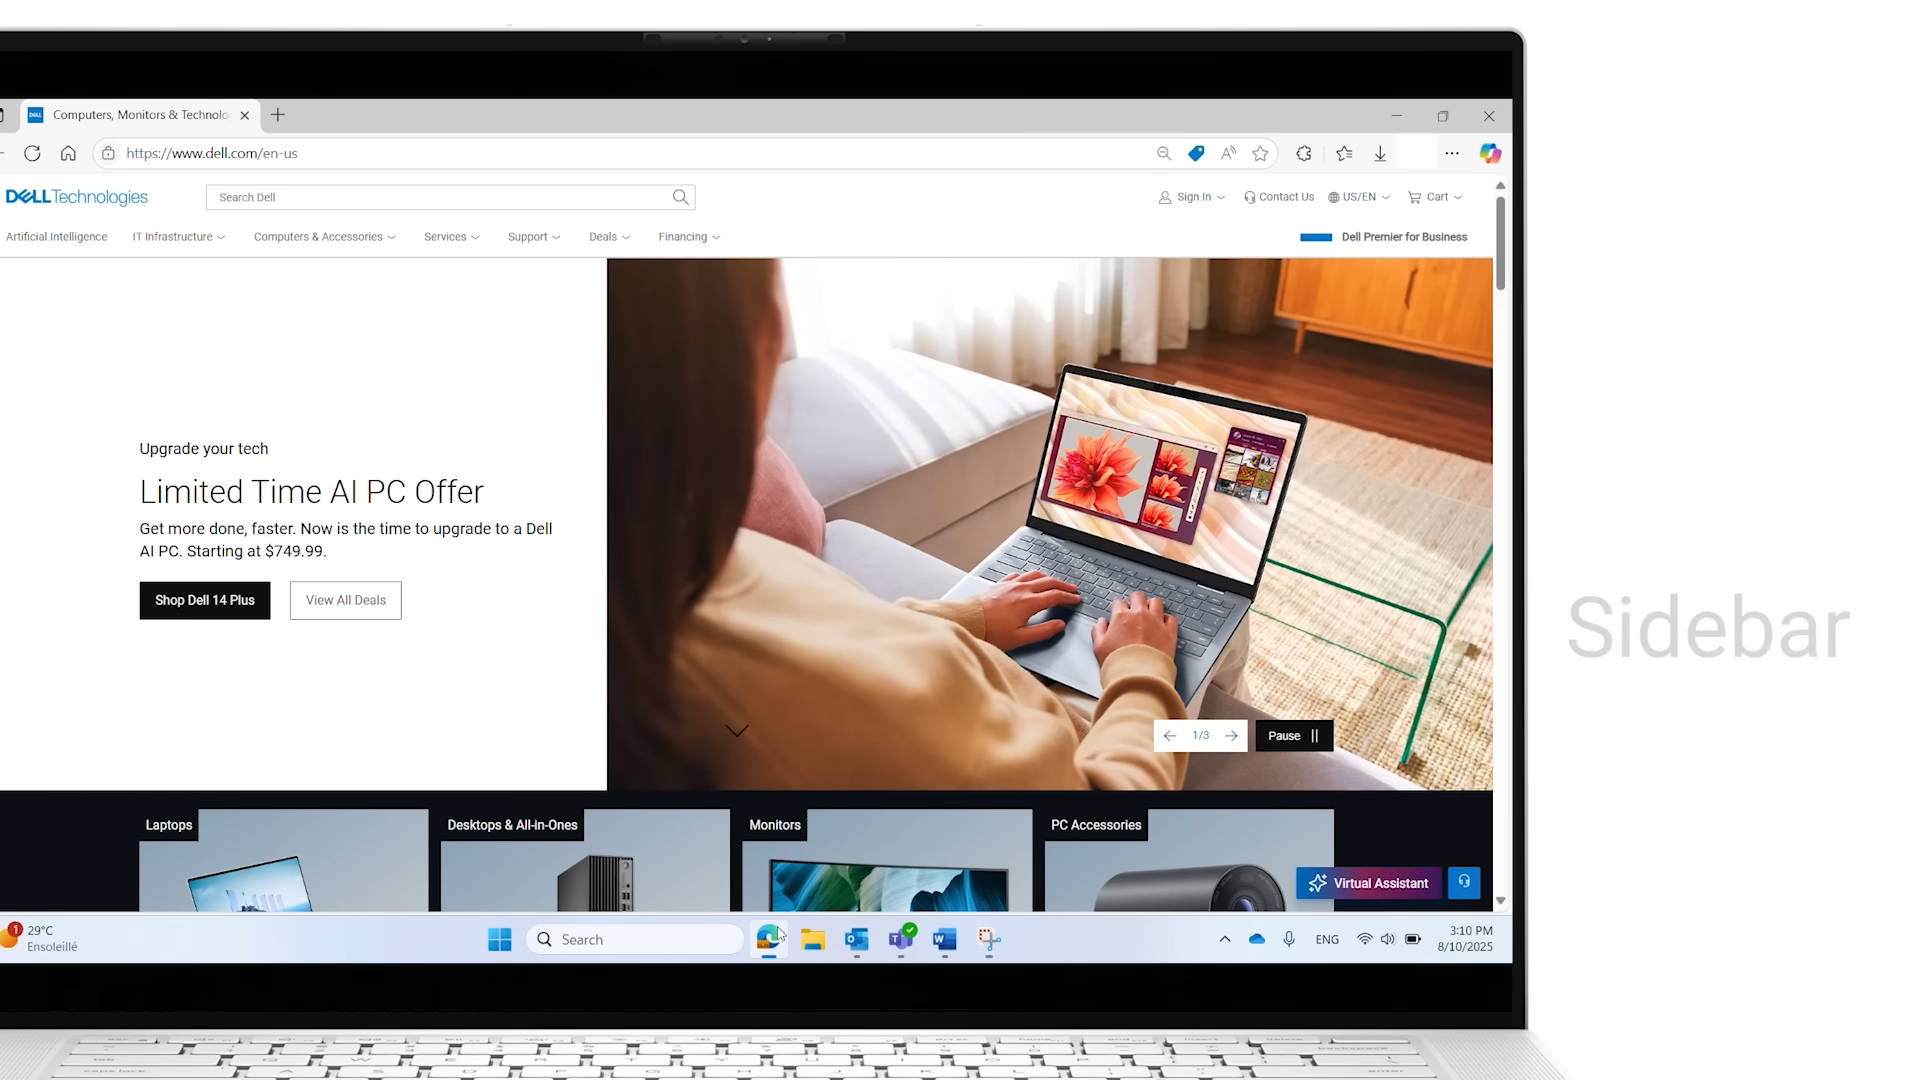 Computers, Monitors & Technolo
https://www.dell.com/en-us
DELL Technologies
Search Dell
Sign In
Contact Us
US/EN
Cart
Artificial Intelligence
IT Infrastructure
Computers & Accessories
Services
Support
Deals
Financing
Dell Premier for Business
Upgrade your tech
Limited Time AI PC Offer
Get more done, faster. Now is the time to upgrade to a Dell
AI PC. Starting at $749.99.
Shop Dell 14 Plus
View All Deals
1/3
Pause
Sidebar
Laptops
Desktops & All-in-Ones
Monitors
PC Accessories
Virtual Assistant
1
29°C
Ensoleillé
Search
ENG
3:10 PM
8/10/2025